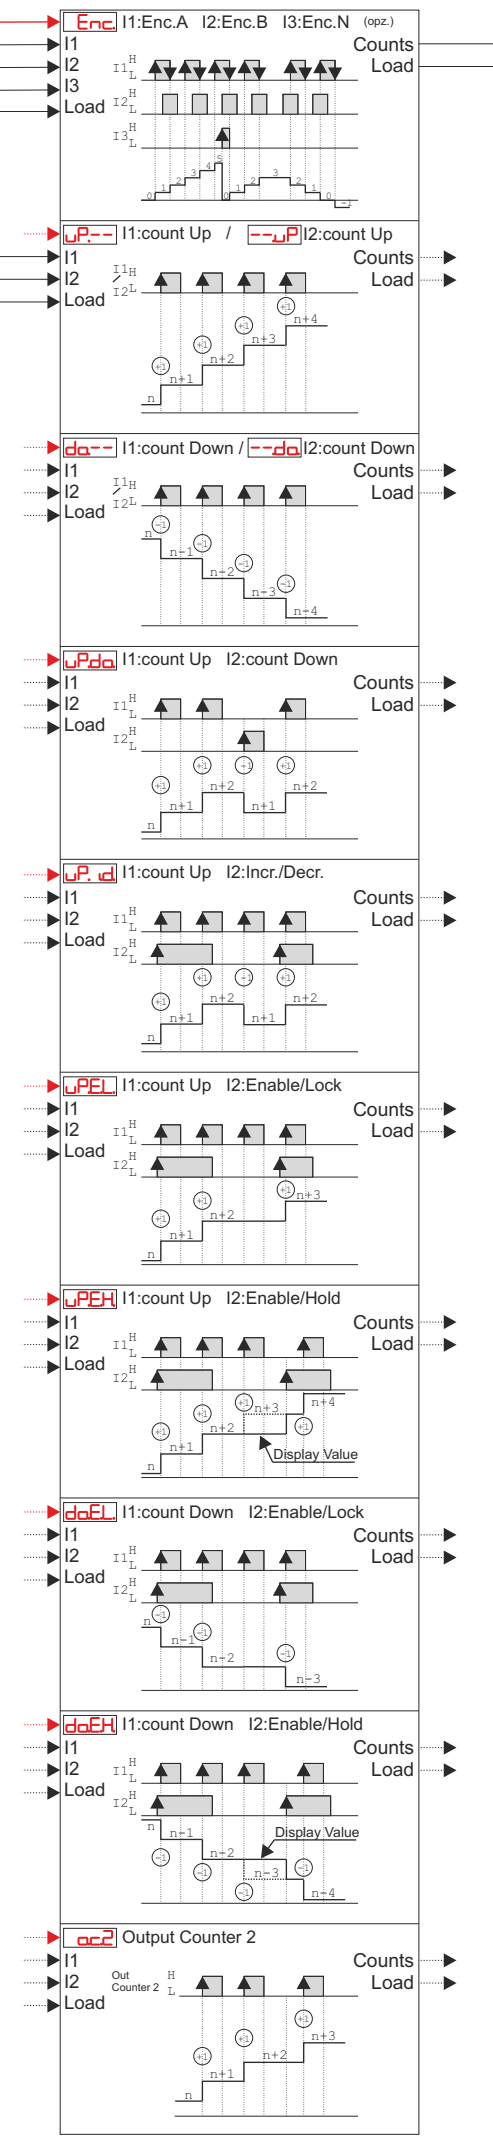 Enc. I1:Enc.A I2:Enc.B I3:Enc.N (opz.)
I1 Counts
I2 Load
I3
Load
I1 H L
I2 H L
I3 H L
0 1 2 3 4 5 0 1 2 3 2 1 0 -1
uP.-- I1:count Up / --.uP I2:count Up
I1 Counts
I2 Load
Load
I1 / I2 H L
+1 +1 +1 +1
n n+1 n+2 n+3 n+4
do.-- I1:count Down / --.do. I2:count Down
I1 Counts
I2 Load
Load
I1 / I2 H L
-1 -1 -1 -1
n n-1 n-2 n-3 n-4
uP.do. I1:count Up I2:count Down
I1 Counts
I2 Load
Load
I1 H L
I2 H L
+1 +1 -1 +1
n n+1 n+2 n+1 n+2
uP. id. I1:count Up I2:Incr./Decr.
I1 Counts
I2 Load
Load
I1 H L
I2 H L
+1 +1 -1 +1
n n+1 n+2 n+1 n+2
uP.E.L. I1:count Up I2:Enable/Lock
I1 Counts
I2 Load
Load
I1 H L
I2 H L
+1 +1 +1
n n+1 n+2 n+3
uP.E.H. I1:count Up I2:Enable/Hold
I1 Counts
I2 Load
Load
I1 H L
I2 H L
+1 +1 +1 +1
n n+1 n+2 n+3 n+4
Display Value
do.E.L. I1:count Down I2:Enable/Lock
I1 Counts
I2 Load
Load
I1 H L
I2 H L
-1 -1 -1
n n-1 n-2 n-3
do.E.H. I1:count Down I2:Enable/Hold
I1 Counts
I2 Load
Load
I1 H L
I2 H L
Display Value
n n-1 n-2 n-3 n-4
-1 -1 -1 -1
oc.2 Output Counter 2
I1 Counts
I2 Load
Load
Out
Counter 2 H L
+1 +1 +1
n n+1 n+2 n+3